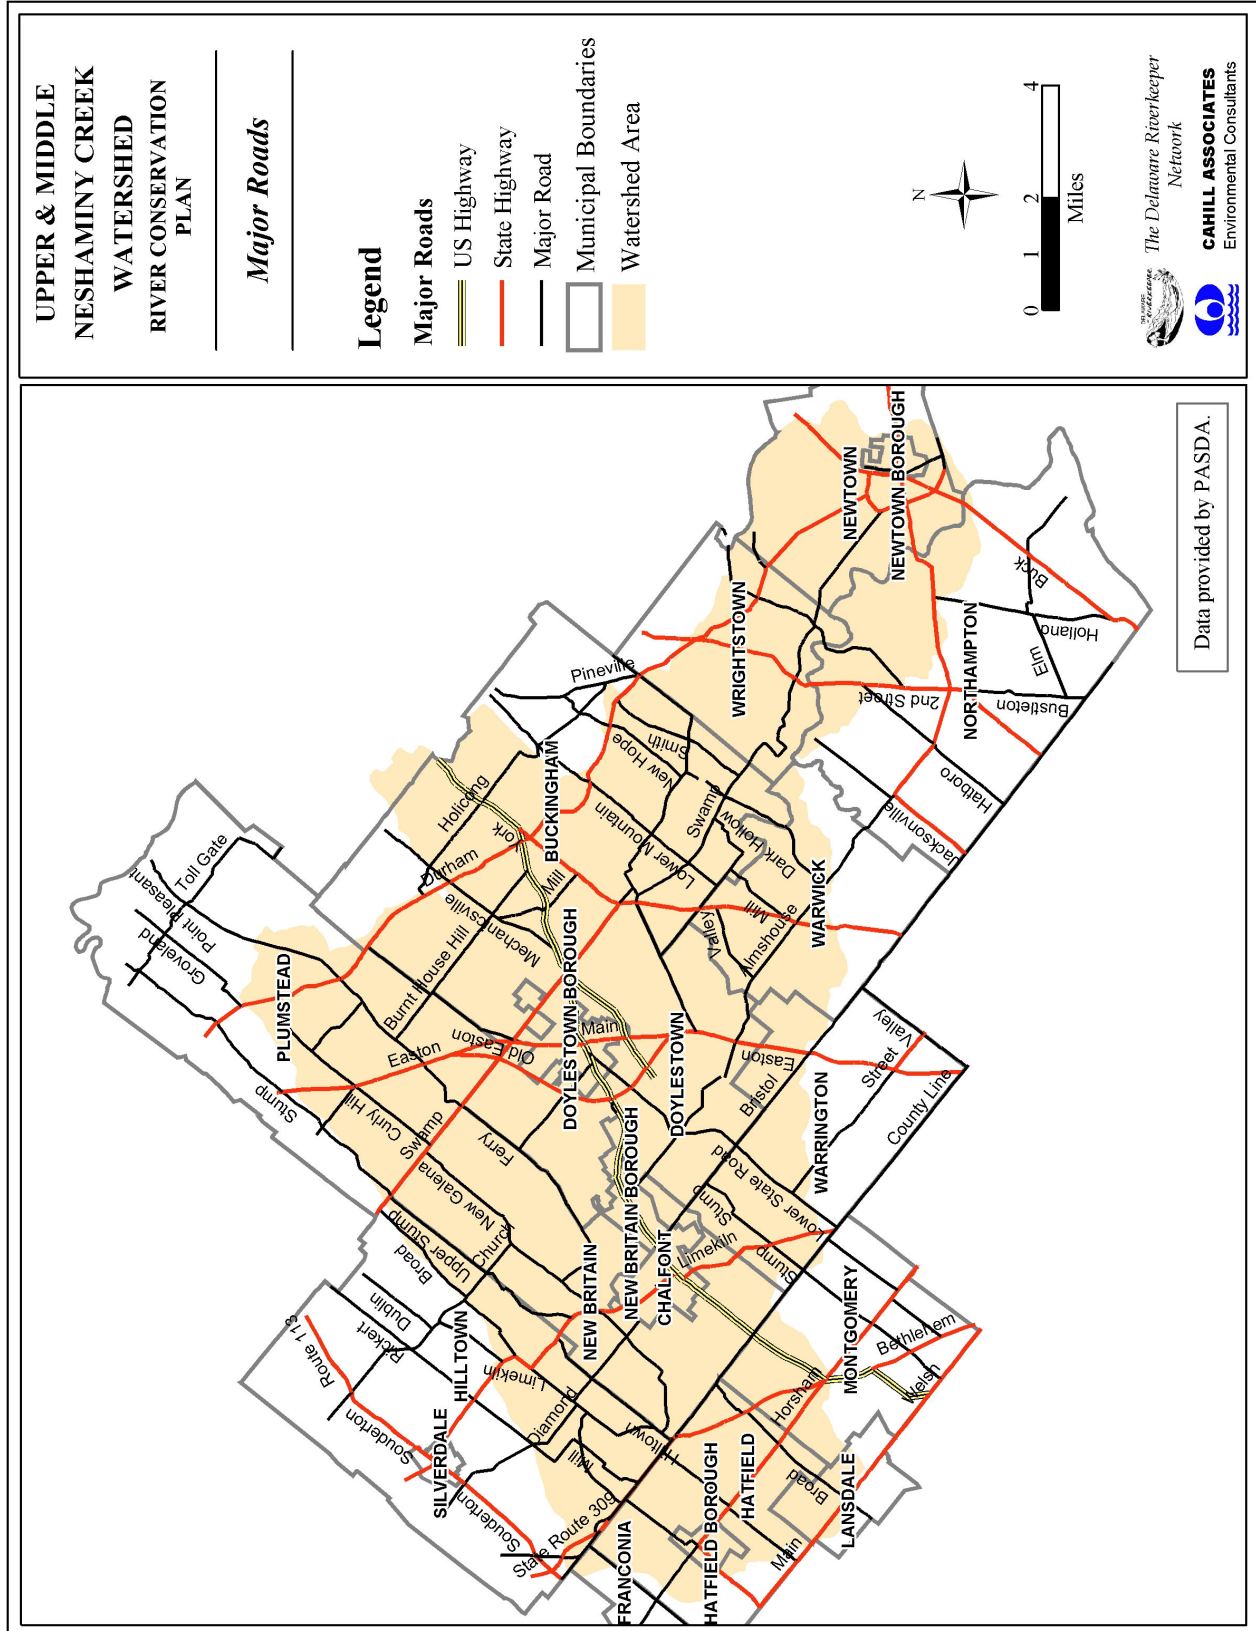 UPPER & MIDDLE
NESHAMINY CREEK
WATERSHED
RIVER CONSERVATION
PLAN
Major Roads
Legend
Major Roads
US Highway
State Highway
Major Road
Municipal Boundaries
Watershed Area
N
0 1 2 4
Miles
DELAWARE
RIVERKEEPER
The Delaware Riverkeeper
Network
CAHILL ASSOCIATES
Environmental Consultants
Point Pleasant
Toll Gate
Groveland
PLUMSTEAD
Stump
Easton
Curly Hill
Swamp
Burnt House Hill
Mechanicsville
Durham
Holicong
York
Mill
BUCKINGHAM
Pineville
New Hope
Smith
Lower Mountain
Swamp
Dark Hollow
Old Easton
Ferry
New Galena
Church
Upper Stump
Broad
Dublin
Rickert
Route 113
HILLTOWN
Souderton
SILVERDALE
Limekiln
Diamond
Souderton
State Route 309
Mill
Hilltown
NEW BRITAIN
NEW BRITAIN BOROUGH
CHALFONT
Limekiln
DOYLESTOWN BOROUGH
Main
DOYLESTOWN
Easton
Bristol
Valley
Mill
Almshouse
WARWICK
WRIGHTSTOWN
NEWTOWN
NEWTOWN BOROUGH
2nd Street
NORTHAMPTON
Bustleton
Elm
Holland
Buck
Hatboro
Jacksonville
Valley
Street
County Line
WARRINGTON
Lower State Road
Stump
Stump
MONTGOMERY
Bethlehem
Welsh
Horsham
HATFIELD
HATFIELD BOROUGH
FRANCONIA
Broad
LANSDALE
Main
Data provided by PASDA.